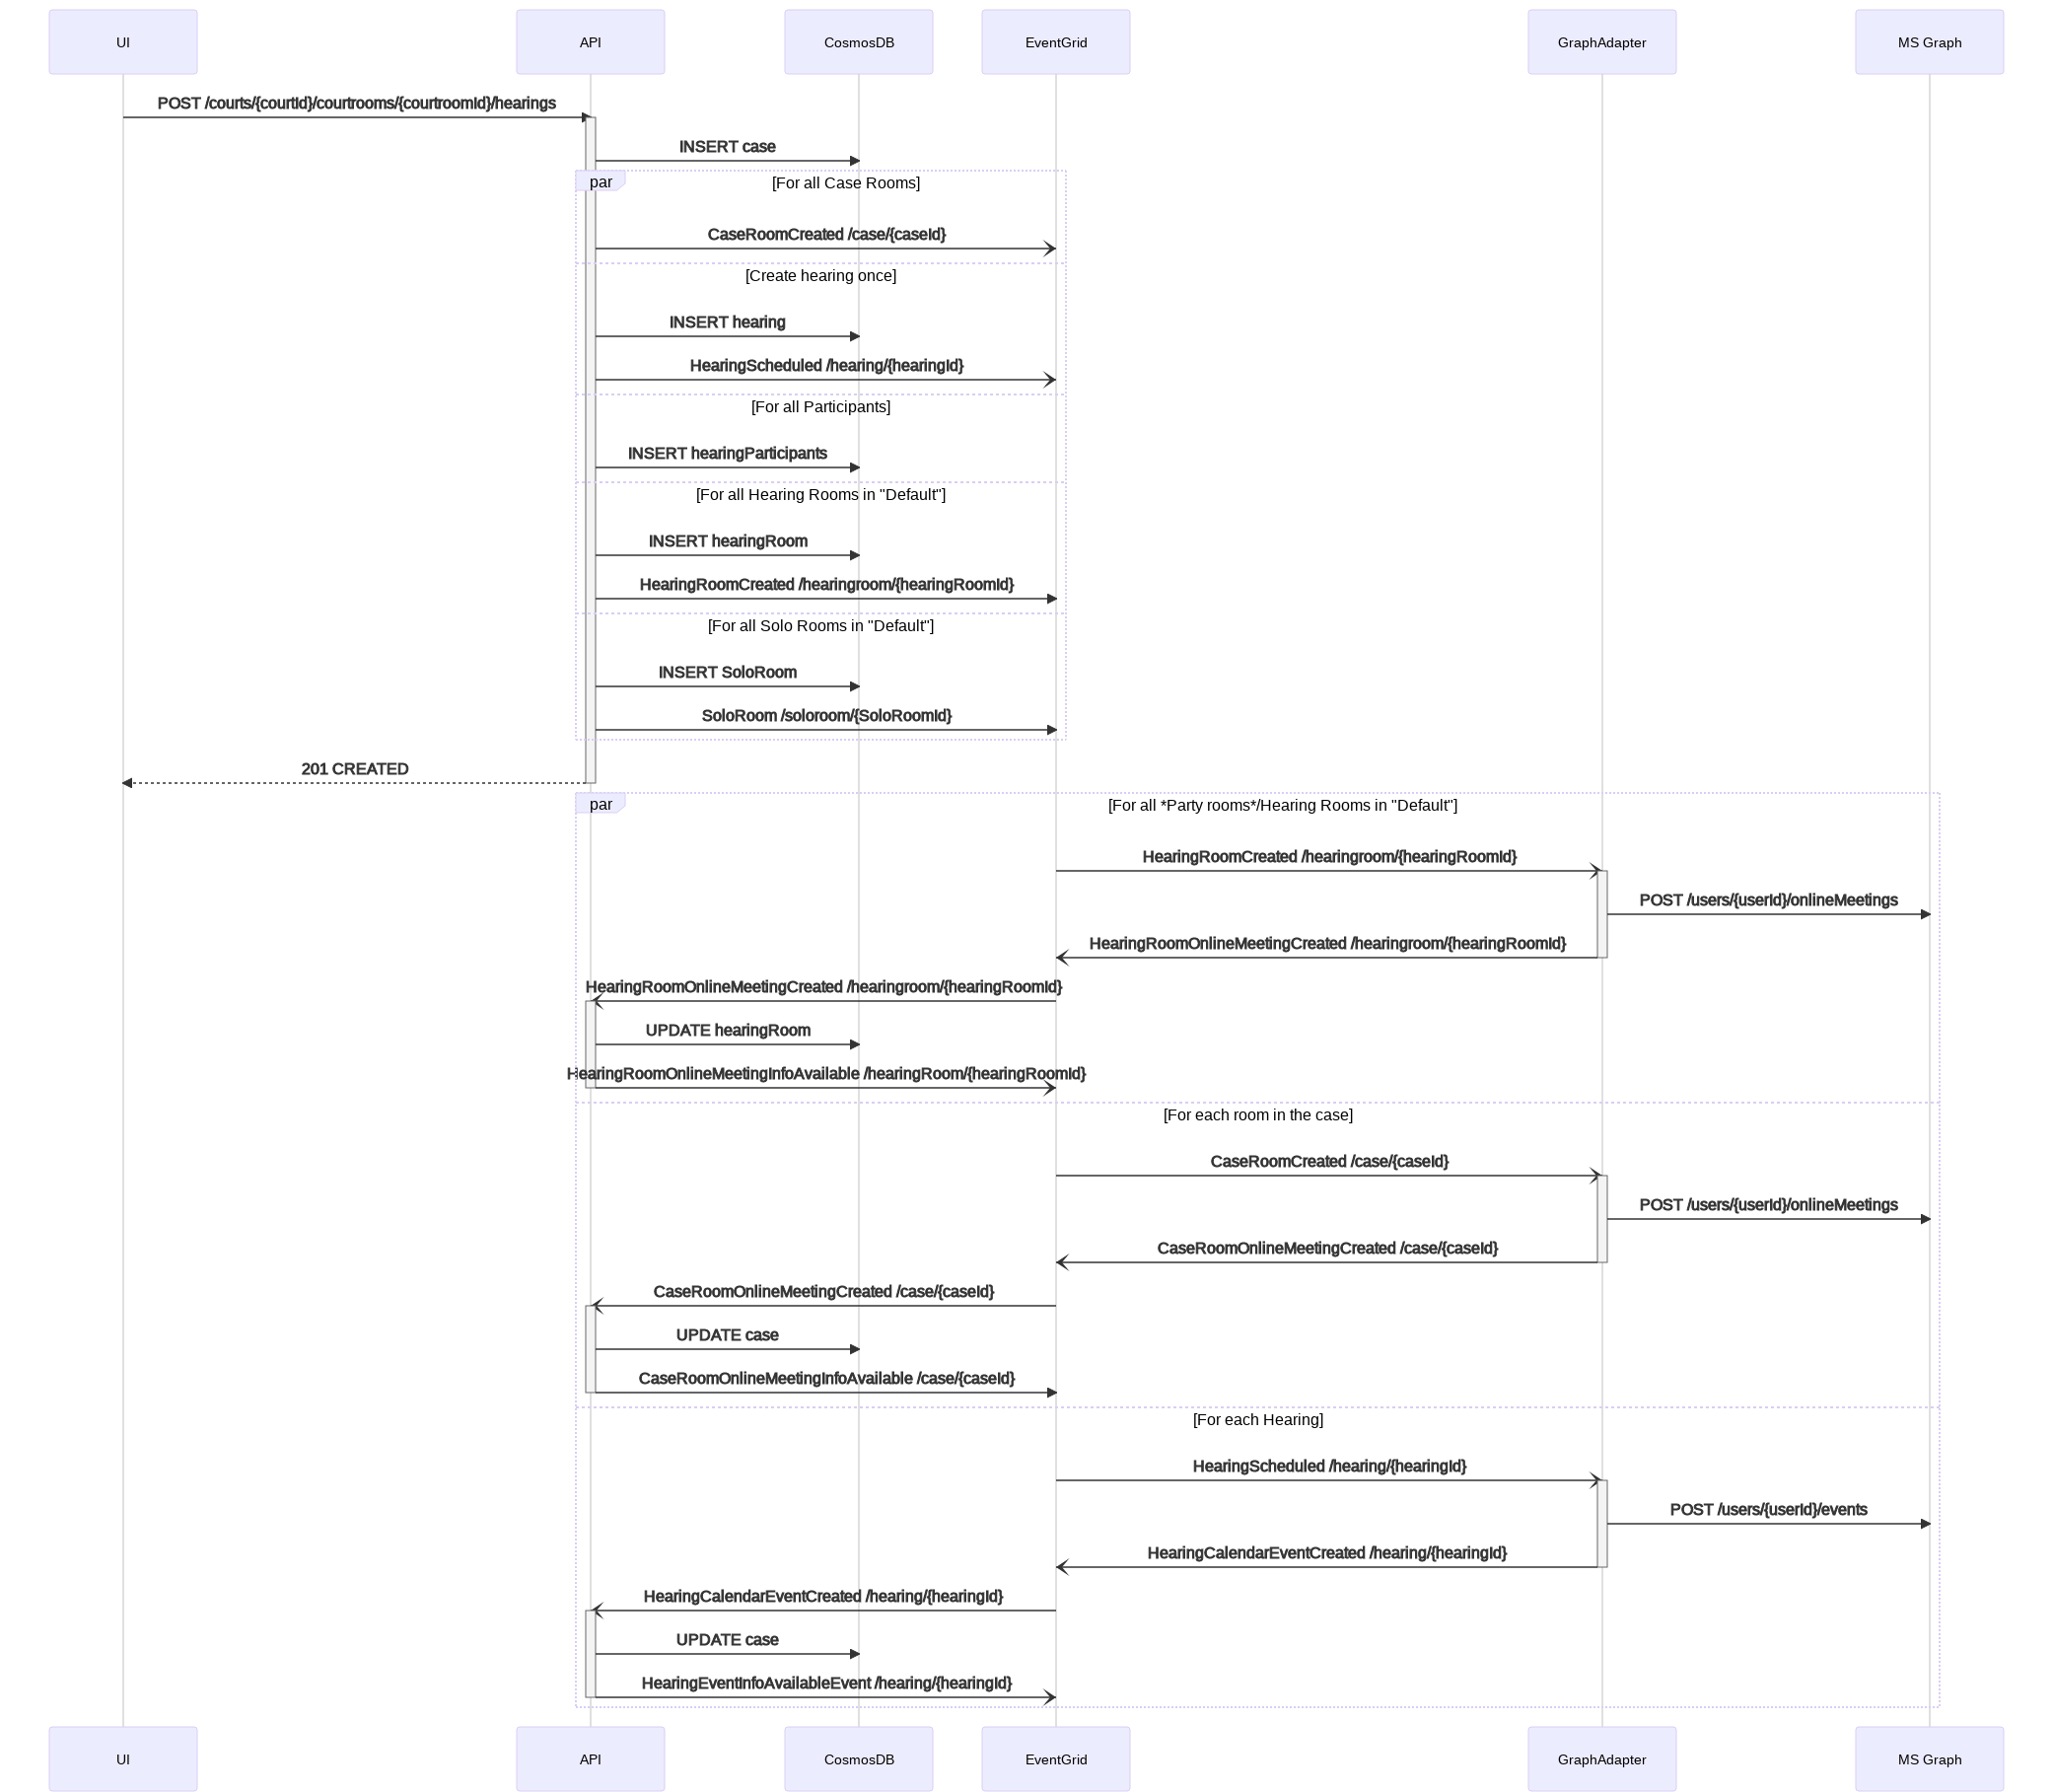 UI
API
CosmosDB
EventGrid
GraphAdapter
MS Graph
POST /courts/{courtId}/courtrooms/{courtroomId}/hearings
INSERT case
par
[For all Case Rooms]
CaseRoomCreated /case/{caseId}
[Create hearing once]
INSERT hearing
HearingScheduled /hearing/{hearingId}
[For all Participants]
INSERT hearingParticipants
[For all Hearing Rooms in "Default"]
INSERT hearingRoom
HearingRoomCreated /hearingroom/{hearingRoomId}
[For all Solo Rooms in "Default"]
INSERT SoloRoom
SoloRoom /soloroom/{SoloRoomId}
201 CREATED
par
[For all *Party rooms*/Hearing Rooms in "Default"]
HearingRoomCreated /hearingroom/{hearingRoomId}
POST /users/{userId}/onlineMeetings
HearingRoomOnlineMeetingCreated /hearingroom/{hearingRoomId}
HearingRoomOnlineMeetingCreated /hearingroom/{hearingRoomId}
UPDATE hearingRoom
HearingRoomOnlineMeetingInfoAvailable /hearingRoom/{hearingRoomId}
[For each room in the case]
CaseRoomCreated /case/{caseId}
POST /users/{userId}/onlineMeetings
CaseRoomOnlineMeetingCreated /case/{caseId}
CaseRoomOnlineMeetingCreated /case/{caseId}
UPDATE case
CaseRoomOnlineMeetingInfoAvailable /case/{caseId}
[For each Hearing]
HearingScheduled /hearing/{hearingId}
POST /users/{userId}/events
HearingCalendarEventCreated /hearing/{hearingId}
HearingCalendarEventCreated /hearing/{hearingId}
UPDATE case
HearingEventInfoAvailableEvent /hearing/{hearingId}
UI
API
CosmosDB
EventGrid
GraphAdapter
MS Graph